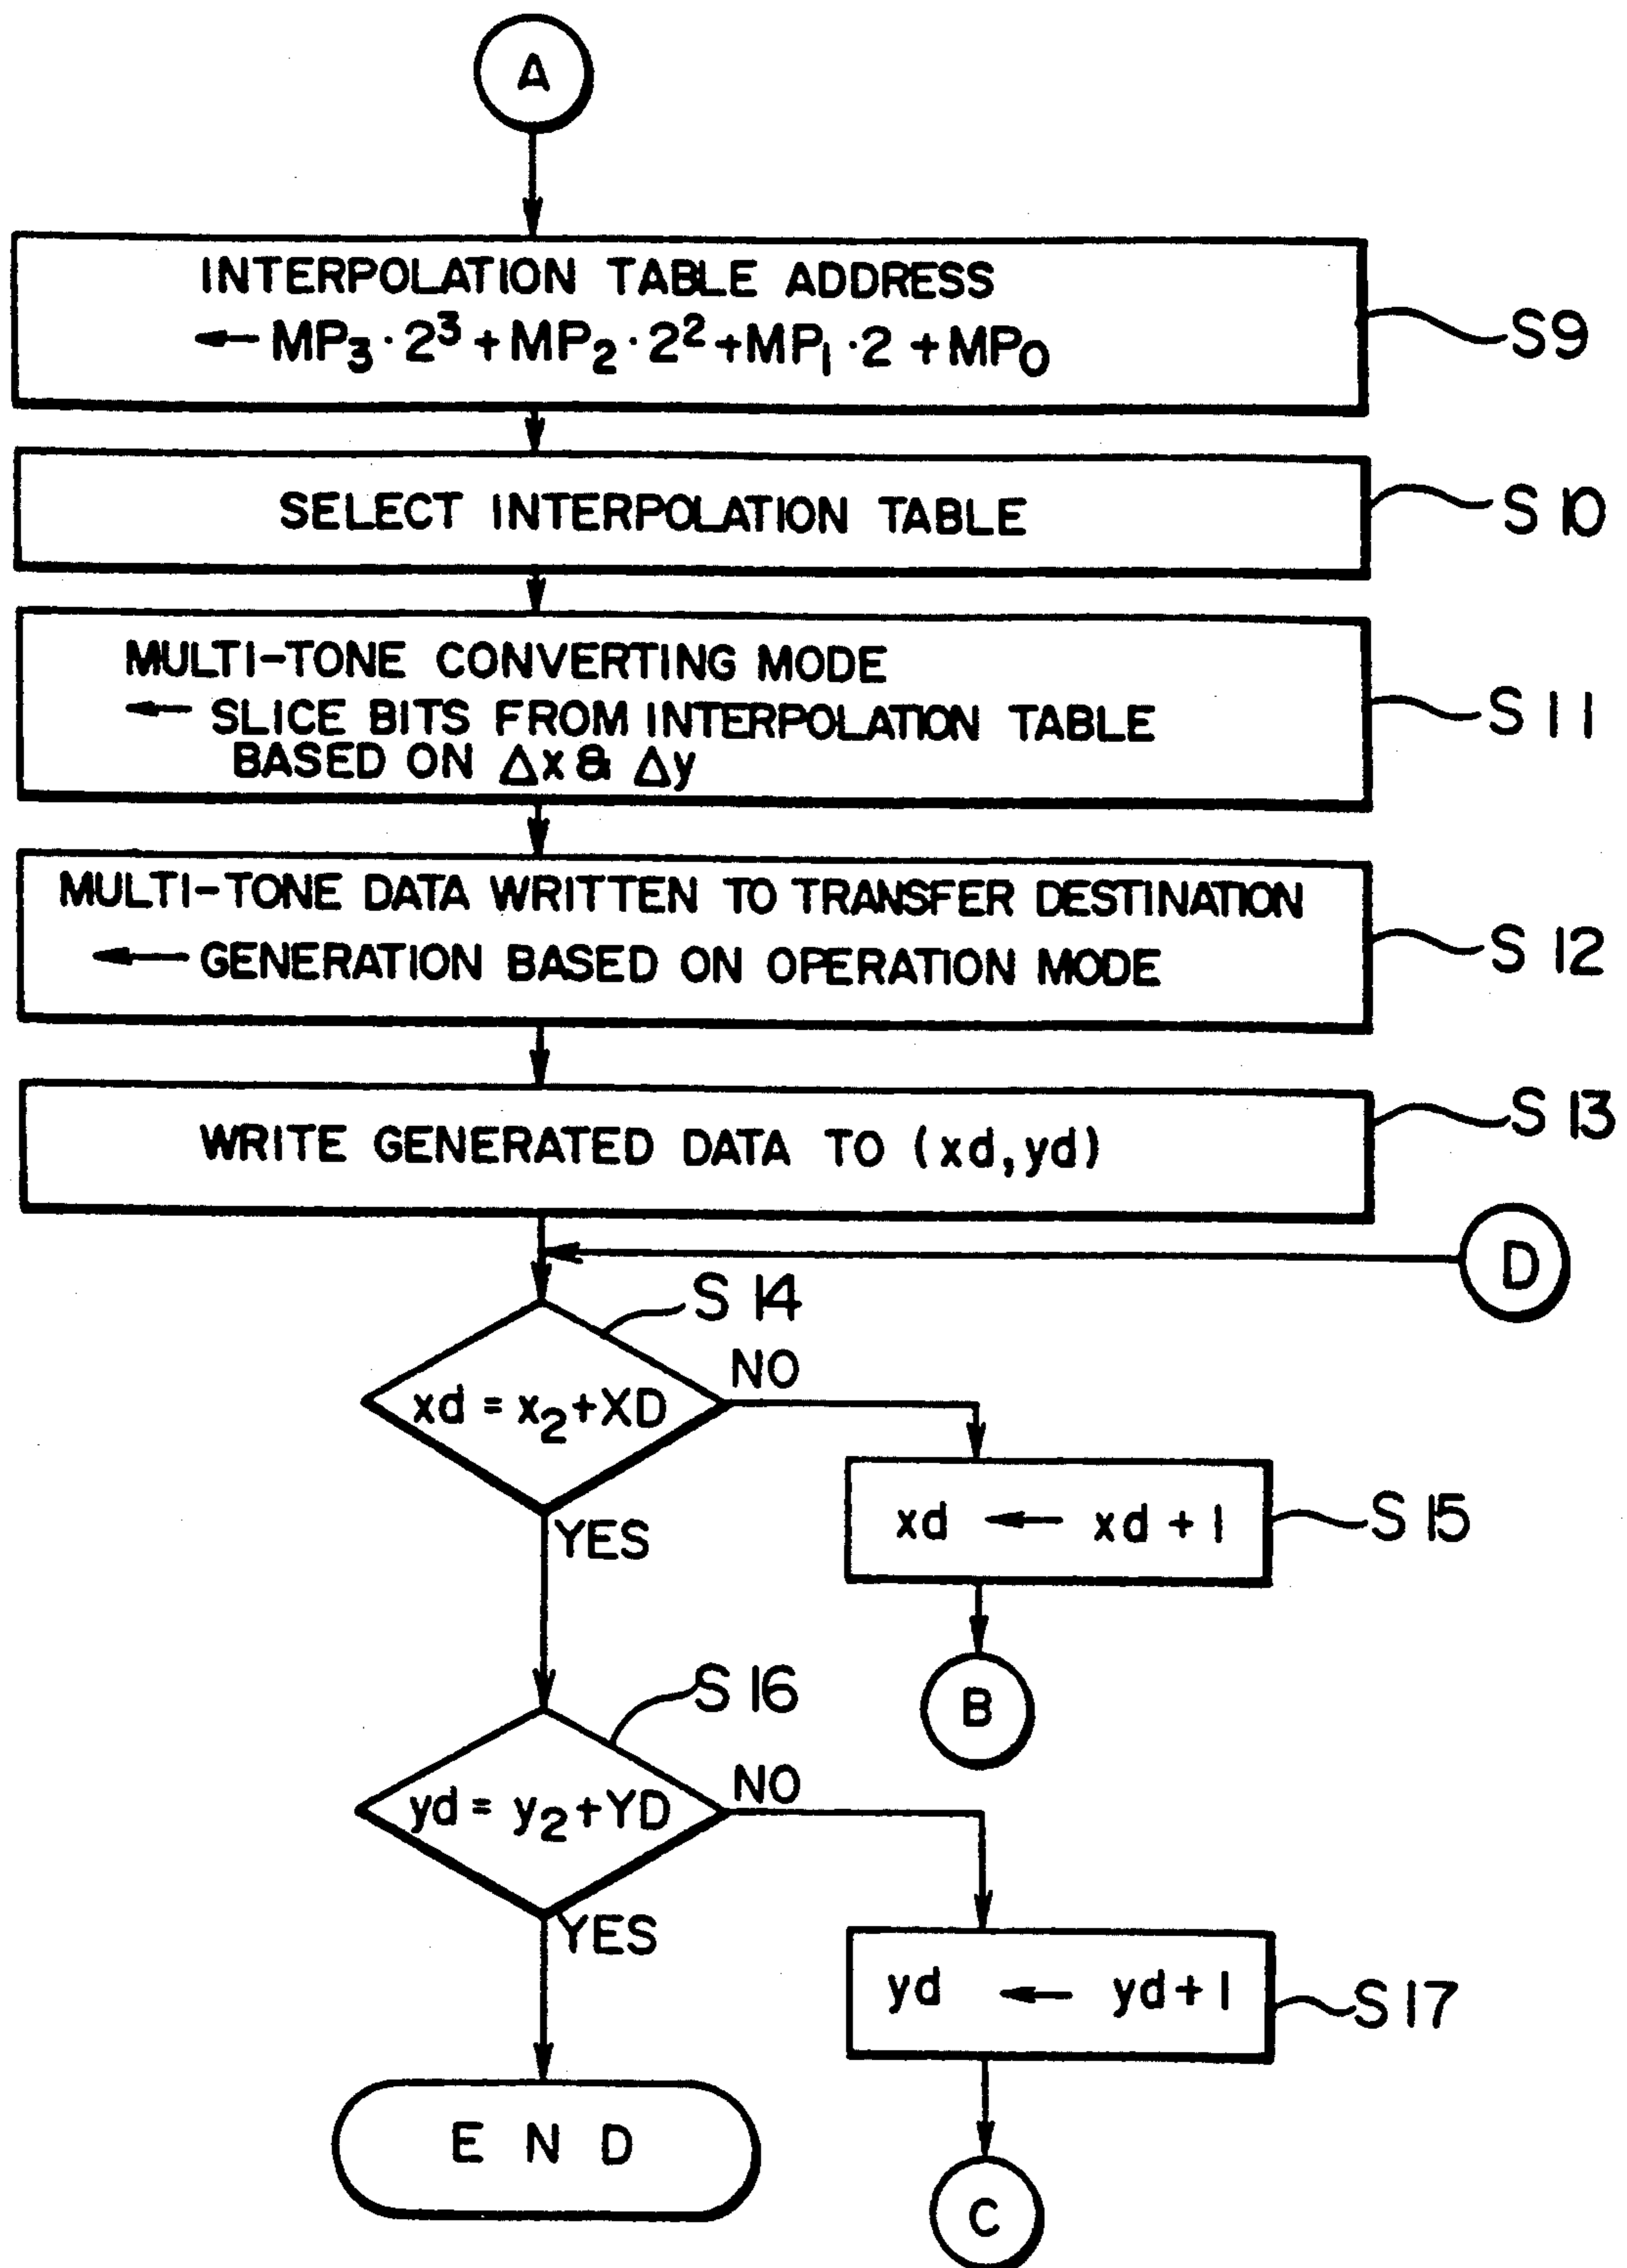 A
INTERPOLATION TABLE ADDRESS
← MP₃・2³ + MP₂・2² + MP₁・2 + MP₀
S9
SELECT INTERPOLATION TABLE
S10
MULTI-TONE CONVERTING MODE
← SLICE BITS FROM INTERPOLATION TABLE
BASED ON Δx & Δy
S11
MULTI-TONE DATA WRITTEN TO TRANSFER DESTINATION
← GENERATION BASED ON OPERATION MODE
S12
WRITE GENERATED DATA TO (xd,yd)
S13
D
S14
xd = x₂+XD
NO
YES
xd ← xd+1
S15
B
S16
yd = y₂+YD
NO
YES
yd ← yd+1
S17
END
C